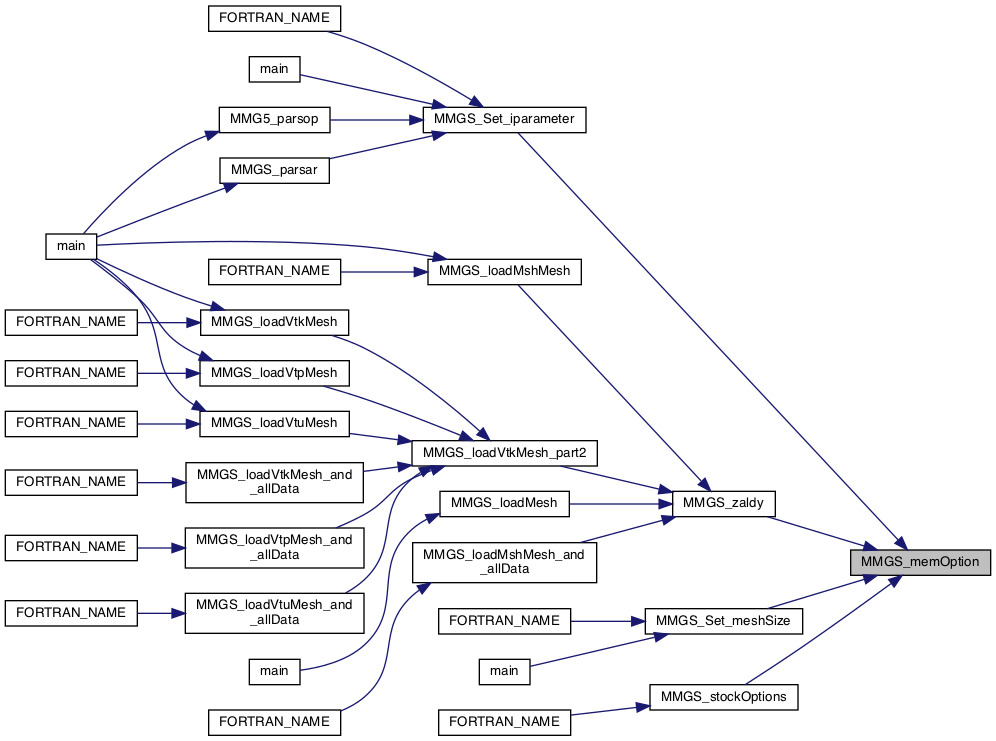 FORTRAN_NAME
main
MMGS_Set_iparameter
MMG5_parsop
MMGS_parsar
main
MMGS_loadMshMesh
FORTRAN_NAME
FORTRAN_NAME
MMGS_loadVtkMesh
FORTRAN_NAME
MMGS_loadVtpMesh
FORTRAN_NAME
MMGS_loadVtuMesh
MMGS_loadVtkMesh_part2
FORTRAN_NAME
MMGS_loadVtkMesh_and
_allData
MMGS_loadMesh
MMGS_zaldy
FORTRAN_NAME
MMGS_loadVtpMesh_and
_allData
MMGS_loadMshMesh_and
_allData
MMGS_memOption
FORTRAN_NAME
MMGS_loadVtuMesh_and
_allData
FORTRAN_NAME
MMGS_Set_meshSize
main
main
MMGS_stockOptions
FORTRAN_NAME
FORTRAN_NAME